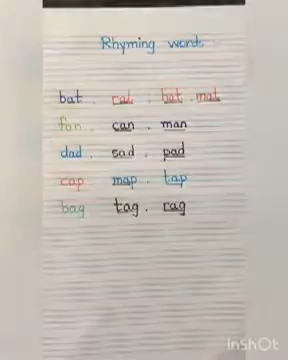 Rhyming words
bat . cat . hat . mat
fan can . man
dad . sad . pad
cap map . tap
bag tag . rag
InShOt